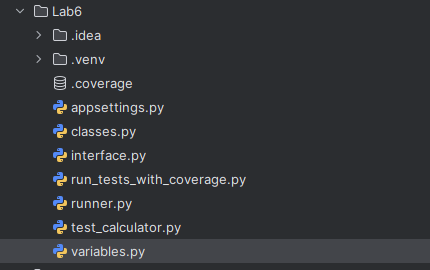 Lab6
.idea
.venv
.coverage
appsettings.py
classes.py
interface.py
run_tests_with_coverage.py
runner.py
test_calculator.py
variables.py